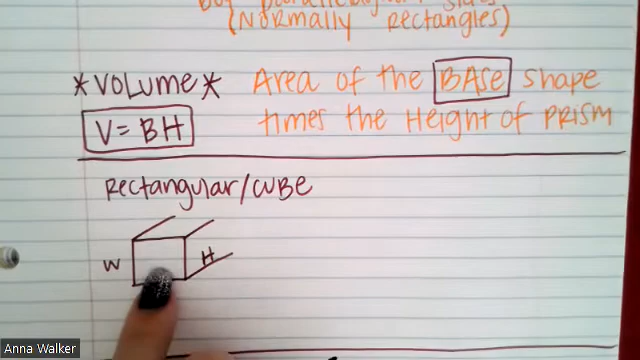 (NORMALLY RECTANGLES)
*VOLUME* Area of the BASE shape
V = BH times the Height of PRISM
Rectangular/CUBE
W H
Anna Walker